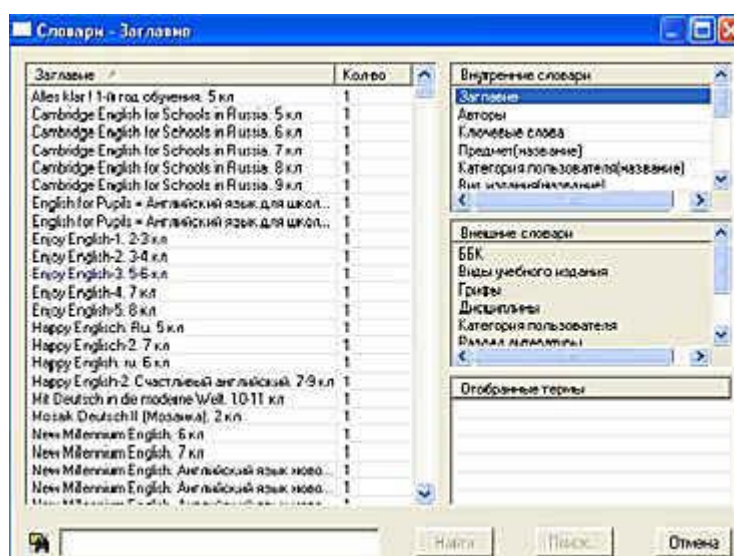 Словари - Заглавие
Заглавие Кол-во
Alles klar! 1-й год обучения. 5 кл 1
Cambridge English for Schools in Russia. 5 кл 1
Cambridge English for Schools in Russia. 6 кл 1
Cambridge English for Schools in Russia. 7 кл 1
Cambridge English for Schools in Russia. 8 кл 1
Cambridge English for Schools in Russia. 9 кл 1
English for Pupils = Английский язык для школ... 1
English for Pupils = Английский язык для школ... 1
Enjoy English-1. 2-3 кл 1
Enjoy English-2. 3-4 кл 1
Enjoy English-3. 5-6 кл 1
Enjoy English-4. 7 кл 1
Enjoy English-5. 8 кл 1
Happy Englisch. Ru. 5 кл 1
Happy Englisch-2. 7 кл 1
Happy English. ru. 6 кл 1
Happy English-2. Счастливый английский. 7-9 кл 1
Mit Deutsch in die moderne Welt. 10-11 кл 1
Mosaik Deutsch II (Мозаика). 2 кл 1
New Millennium English. 6 кл 1
New Millennium English. 7 кл 1
New Millennium English. Английский язык ново... 1
New Millennium English. Английский язык ново... 1
Внутренние словари
Заглавие
Авторы
Ключевые слова
Предмет(название)
Категория пользователя(название)
Вид издания(название)
Внешние словари
ББК
Виды учебного издания
Грифы
Дисциплины
Категория пользователя
Раздел литературы
Отобранные термы
Найти Поиск Отмена